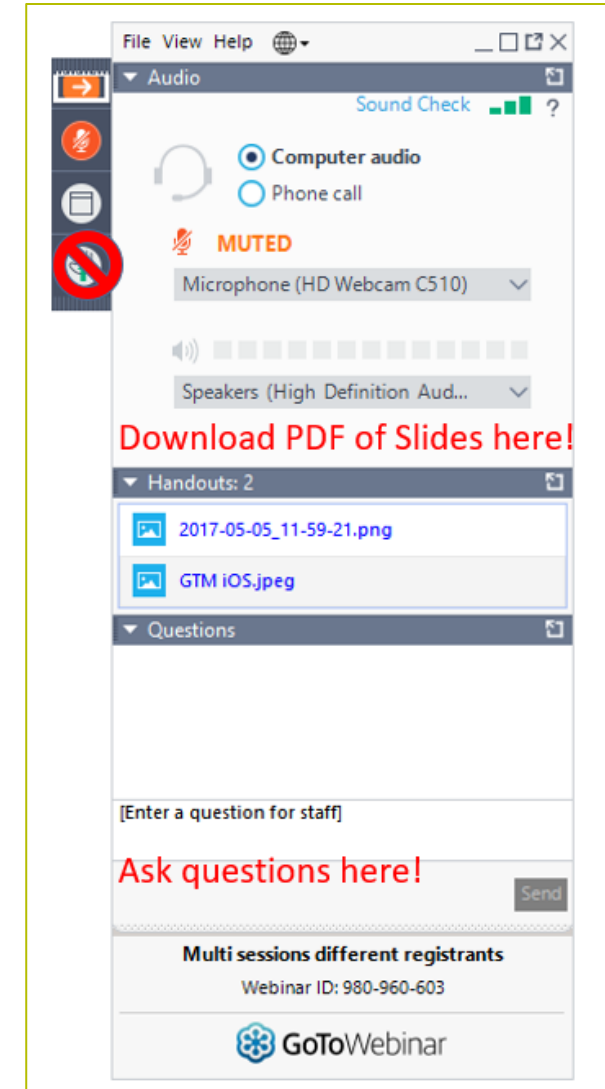 File View Help
Audio
Sound Check ?
Computer audio
Phone call
MUTED
Microphone (HD Webcam C510)
Speakers (High Definition Aud...
Download PDF of Slides here!
Handouts: 2
2017-05-05_11-59-21.png
GTM iOS.jpeg
Questions
[Enter a question for staff]
Ask questions here!
Send
Multi sessions different registrants
Webinar ID: 980-960-603
GoToWebinar